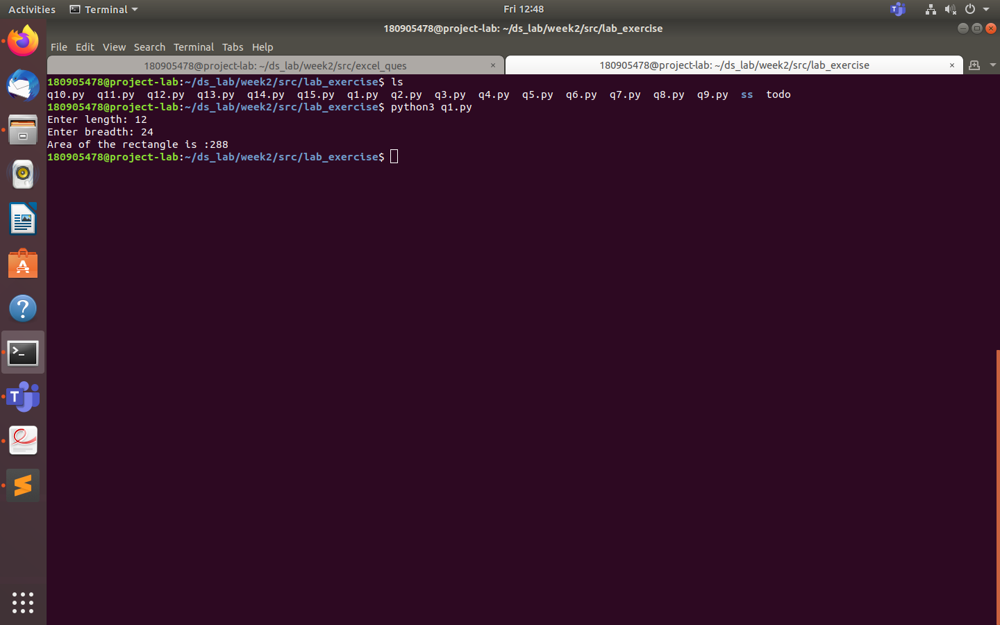 Activities Terminal Fri 12:48
180905478@project-lab: ~/ds_lab/week2/src/lab_exercise
File Edit View Search Terminal Tabs Help
180905478@project-lab: ~/ds_lab/week2/src/excel_ques × 180905478@project-lab: ~/ds_lab/week2/src/lab_exercise ×
180905478@project-lab:~/ds_lab/week2/src/lab_exercise$ ls
q10.py q11.py q12.py q13.py q14.py q15.py q1.py q2.py q3.py q4.py q5.py q6.py q7.py q8.py q9.py ss todo
180905478@project-lab:~/ds_lab/week2/src/lab_exercise$ python3 q1.py
Enter length: 12
Enter breadth: 24
Area of the rectangle is :288
180905478@project-lab:~/ds_lab/week2/src/lab_exercise$